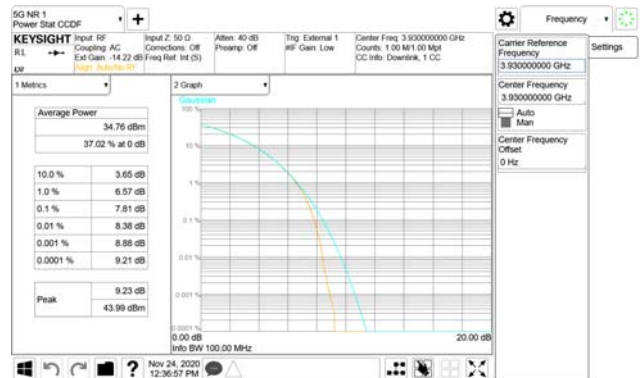 5G NR 1
Power Stat CCDF
Frequency
KEYSIGHT
RL
Input: RF
Coupling: AC
Ext Gain: -14.22 dB
Align: Auto/No RF
Input Z: 50 Ω
Corrections: Off
Freq Ref: Int (S)
Atten: 40 dB
Preamp: Off
Trig: External 1
#IF Gain: Low
Center Freq: 3.930000000 GHz
Counts: 1.00 M/1.00 Mpt
CC Info: Downlink, 1 CC
Carrier Reference
Frequency
3.930000000 GHz
Settings
Center Frequency
3.930000000 GHz
Auto
Man
Center Frequency
Offset
0 Hz
1 Metrics
Average Power
34.76 dBm
37.02 % at 0 dB
10.0 % 3.65 dB
1.0 % 6.57 dB
0.1 % 7.81 dB
0.01 % 8.38 dB
0.001 % 8.88 dB
0.0001 % 9.21 dB
Peak 9.23 dB
43.99 dBm
2 Graph
Gaussian
100 %
10 %
1 %
0.1 %
0.01 %
0.001 %
0.0001 %
0.00 dB
20.00 dB
Info BW 100.00 MHz
Nov 24, 2020
12:36:57 PM